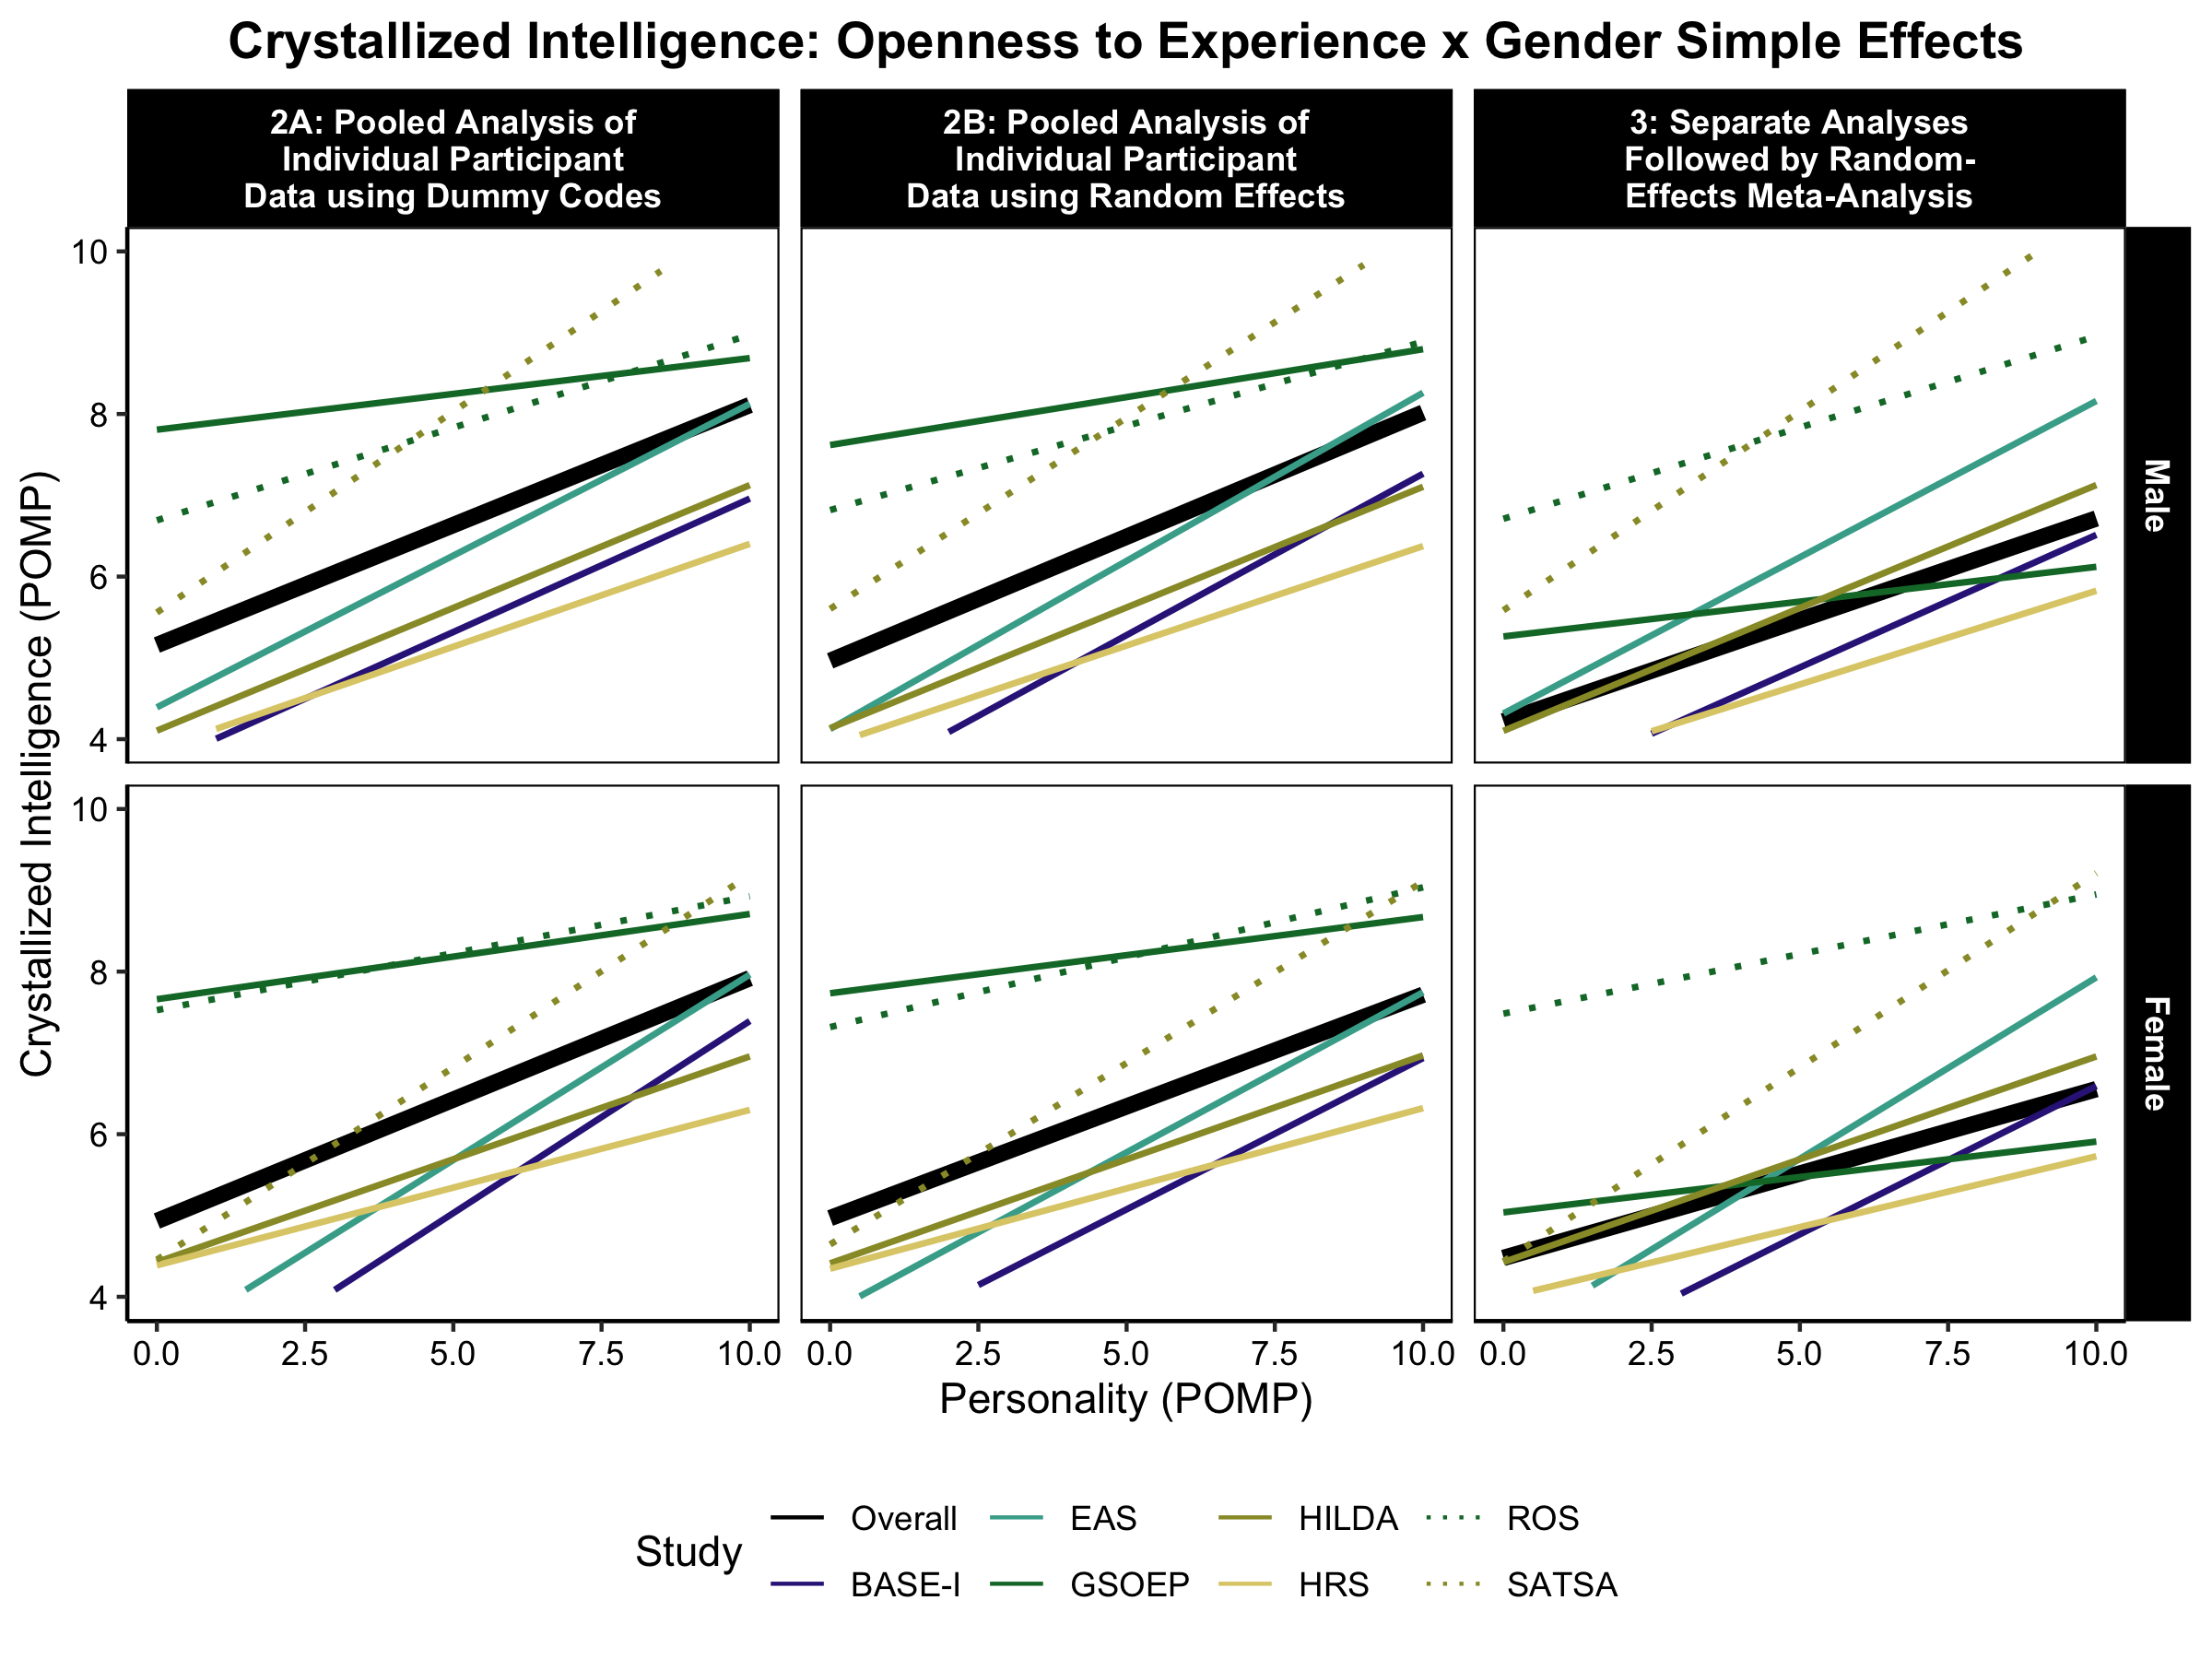 Crystallized Intelligence: Openness to Experience x Gender Simple Effects
2A: Pooled Analysis of
Individual Participant
Data using Dummy Codes
2B: Pooled Analysis of
Individual Participant
Data using Random Effects
3: Separate Analyses
Followed by Random-
Effects Meta-Analysis
Crystallized Intelligence (POMP)
10
8
6
4
Male
10
8
6
4
Female
0.0 2.5 5.0 7.5 10.0
0.0 2.5 5.0 7.5 10.0
0.0 2.5 5.0 7.5 10.0
Personality (POMP)
Study
Overall EAS HILDA ROS
BASE-I GSOEP HRS SATSA